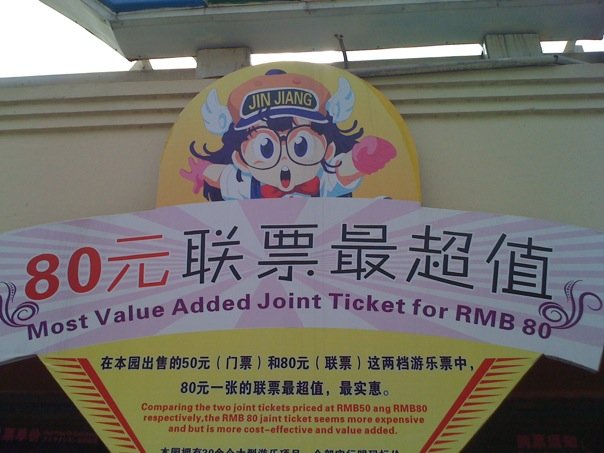 JIN JIANG
80元联票最超值
Most Value Added Joint Ticket for RMB 80
在本园出售的50元（门票）和80元（联票）这两档游乐票中，
80元一张的联票最超值，最实惠。
Comparing the two joint tickets priced at RMB50 ang RMB80
respectively,the RMB 80 joint ticket seems more expensive
and but is more cost-effective and value added.